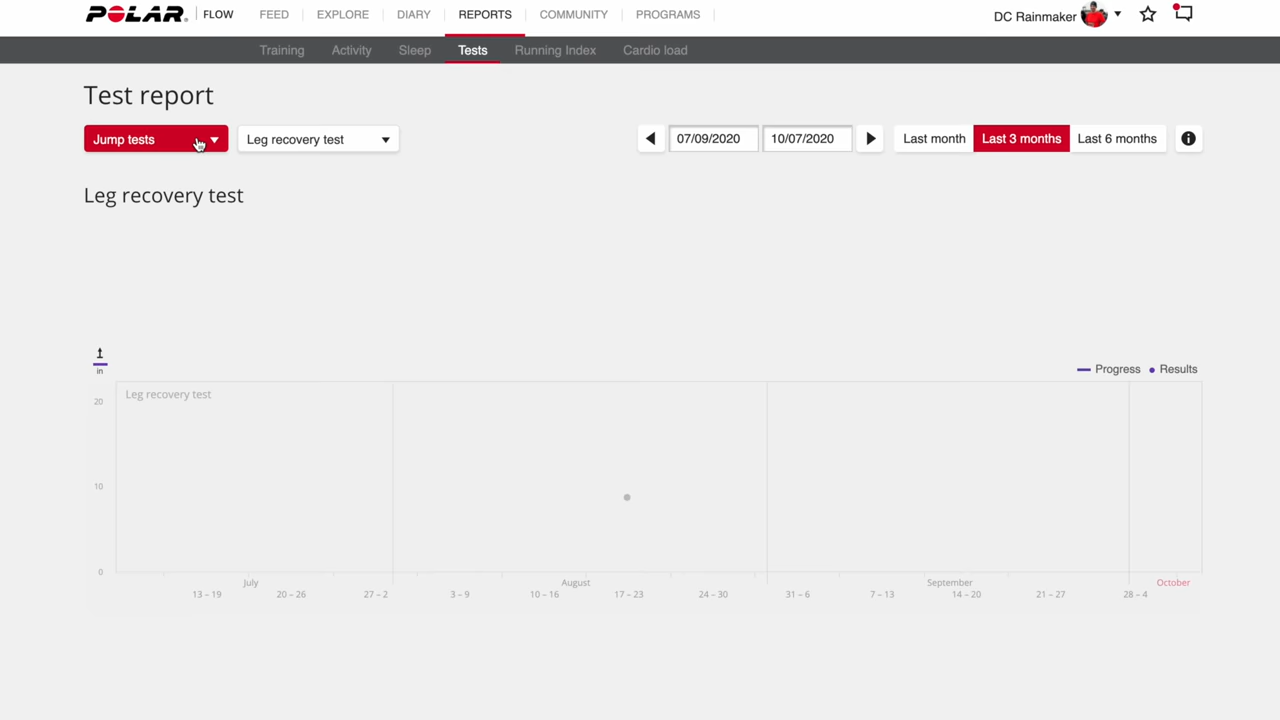 POLAR FLOW FEED EXPLORE DIARY REPORTS COMMUNITY PROGRAMS DC Rainmaker
Training Activity Sleep Tests Running Index Cardio load
Test report
Jump tests Leg recovery test 07/09/2020 10/07/2020 Last month Last 3 months Last 6 months
Leg recovery test
in
Progress Results
Leg recovery test
20
10
0
July August September October
13 – 19 20 – 26 27 – 2 3 – 9 10 – 16 17 – 23 24 – 30 31 – 6 7 – 13 14 – 20 21 – 27 28 – 4